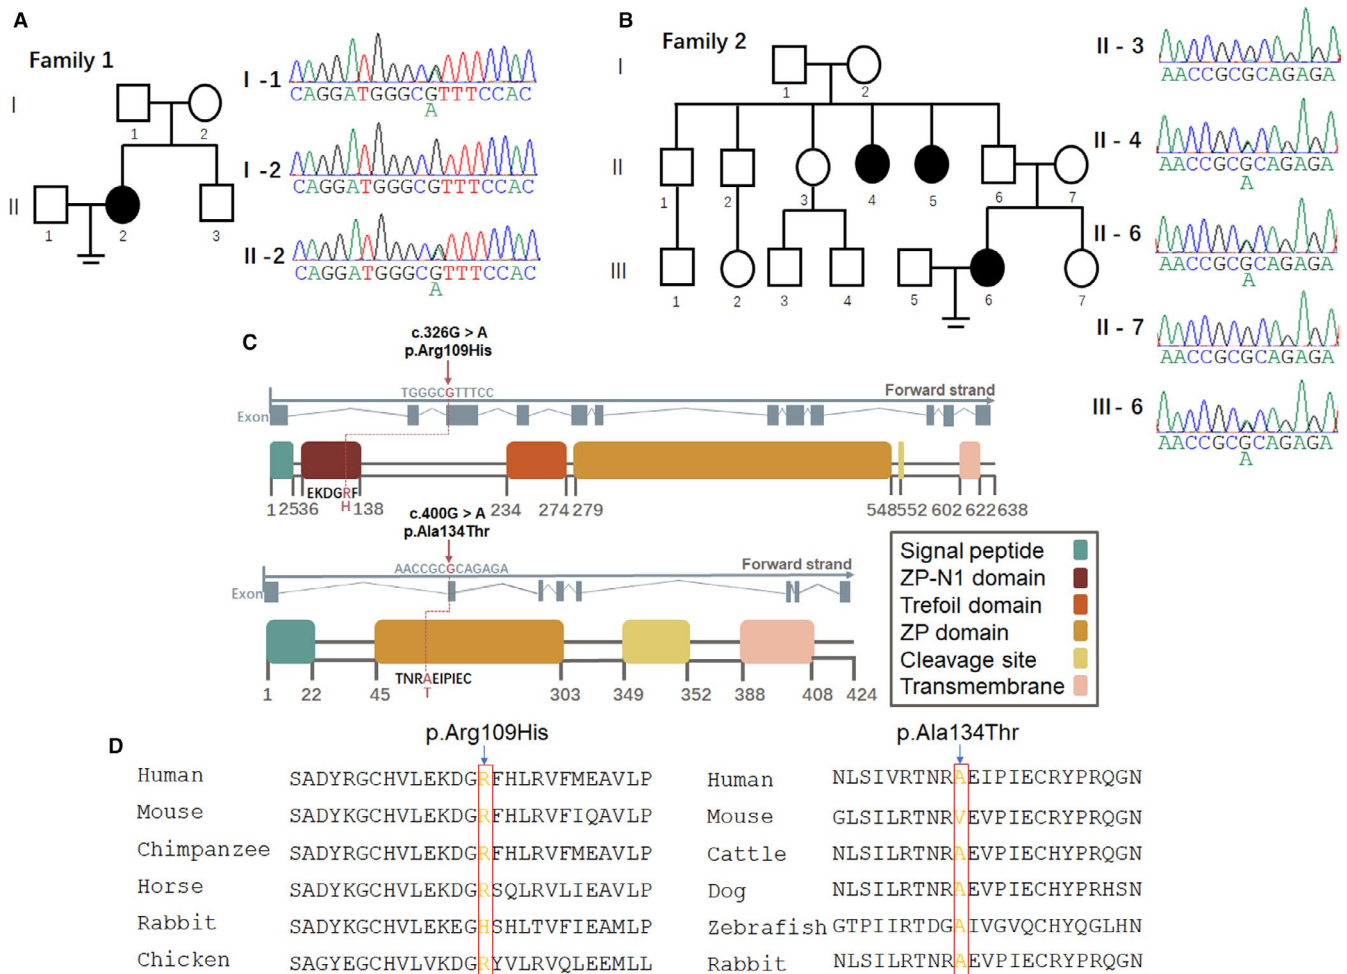 A
Family 1
I
1
2
II
1
2
3
I -1
CAGGATGGGCGTTTCCAC
A
I -2
CAGGATGGGCGTTTCCAC
II -2
CAGGATGGGCGTTTCCAC
A
B
Family 2
I
1
2
II
1
2
3
4
5
6
7
III
1
2
3
4
5
6
7
II - 3
AACCGCGCAGAGA
II - 4
AACCGCGCAGAGA
A
II - 6
AACCGCGCAGAGA
A
II - 7
AACCGCGCAGAGA
III - 6
AACCGCGCAGAGA
A
C
c.326G > A
p.Arg109His
TGGGCGTTTCC
Forward strand
Exon
EKDGRF
H
1 25 36 138 234 274 279 548 552 602 622 638
c.400G > A
p.Ala134Thr
AACCGCGCAGAGA
Forward strand
Exon
TNRAEIPIEC
T
1 22 45 303 349 352 388 408 424
Signal peptide
ZP-N1 domain
Trefoil domain
ZP domain
Cleavage site
Transmembrane
D
p.Arg109His
Human SADYRGCHVLEKDGRFHLRVFMEAVLP
Mouse SADYKGCHVLEKDGRFHLRVFIQAVLP
Chimpanzee SADYRGCHVLEKDGRFHLRVFMEAVLP
Horse SADYKGCHVLEKDGRSQLRVLIEAVLP
Rabbit SADYKGCHVLEKEGHSHLTVFIEAMLP
Chicken SAGYEGCHVLVKDGRYVLRVQLEEMLL
p.Ala134Thr
Human NLSIVRTNRAEIPIECRYPRQGN
Mouse GLSILRTNRVEVPIECRYPRQGN
Cattle NLSILRTNRAEVPIECHYPRQGN
Dog NLSILRTNRAEVPIECHYPRHSN
Zebrafish GTPIIRTDGAIVGVQCHYQGLHN
Rabbit NLSILRTNRAEVPIECRYPRQGN